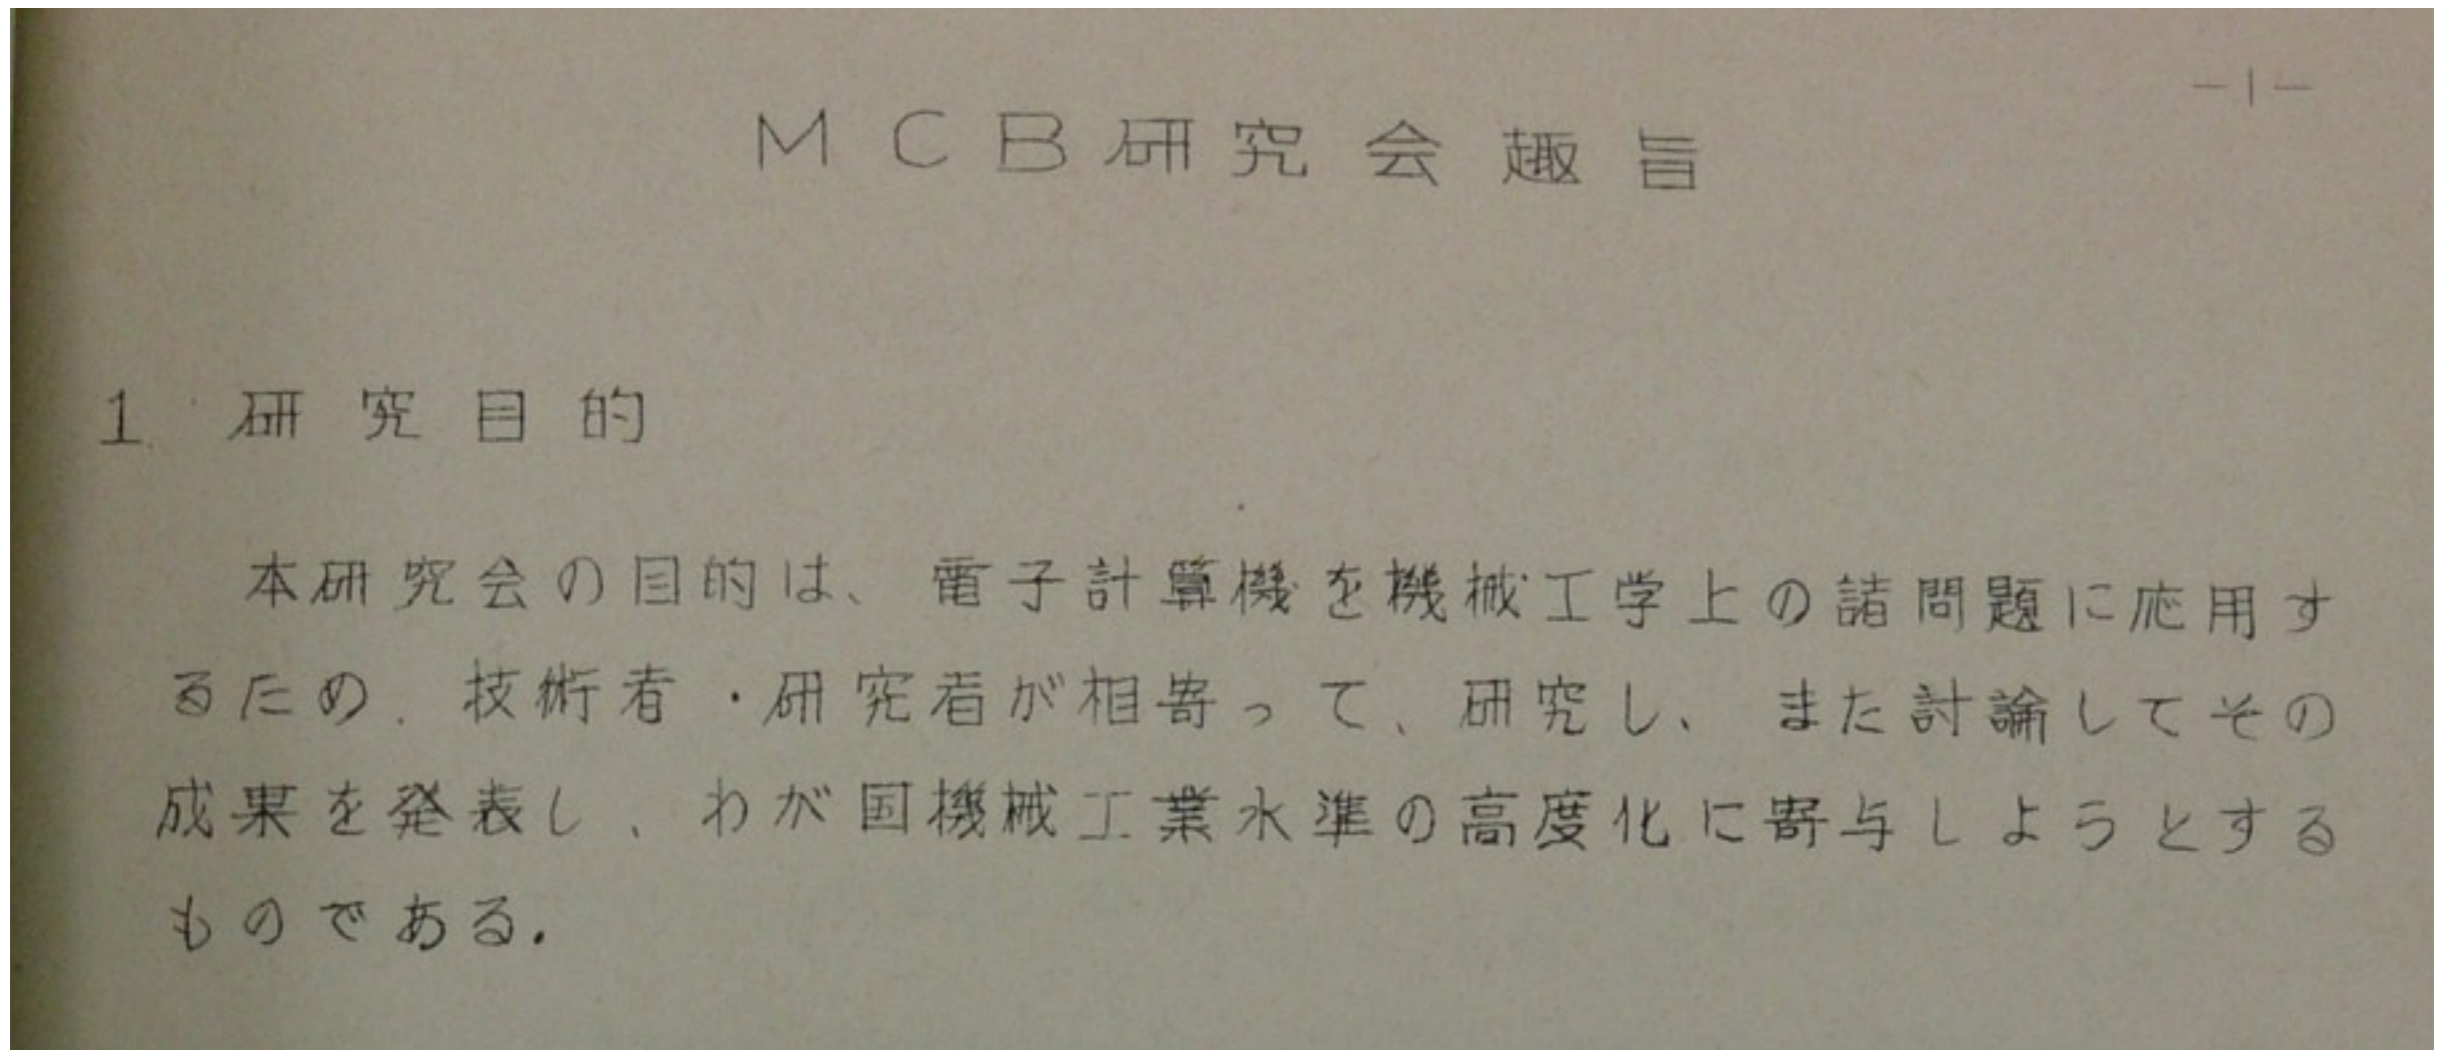 －1－
MCB研究会趣旨
1. 研究目的
本研究会の目的は、電子計算機を機械工学上の諸問題に応用す
るため、技術者・研究者が相寄って、研究し、また討論してその
成果を発表し、わが国機械工業水準の高度化に寄与しようとする
ものである.